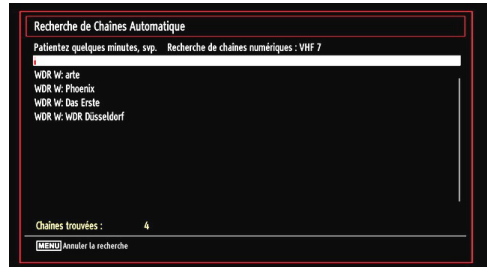 Recherche de Chaînes Automatique
Patientez quelques minutes, svp. Recherche de chaînes numériques : VHF 7
WDR W: arte
WDR W: Phoenix
WDR W: Das Erste
WDR W: WDR Düsseldorf
Chaînes trouvées : 4
MENU Annuler la recherche